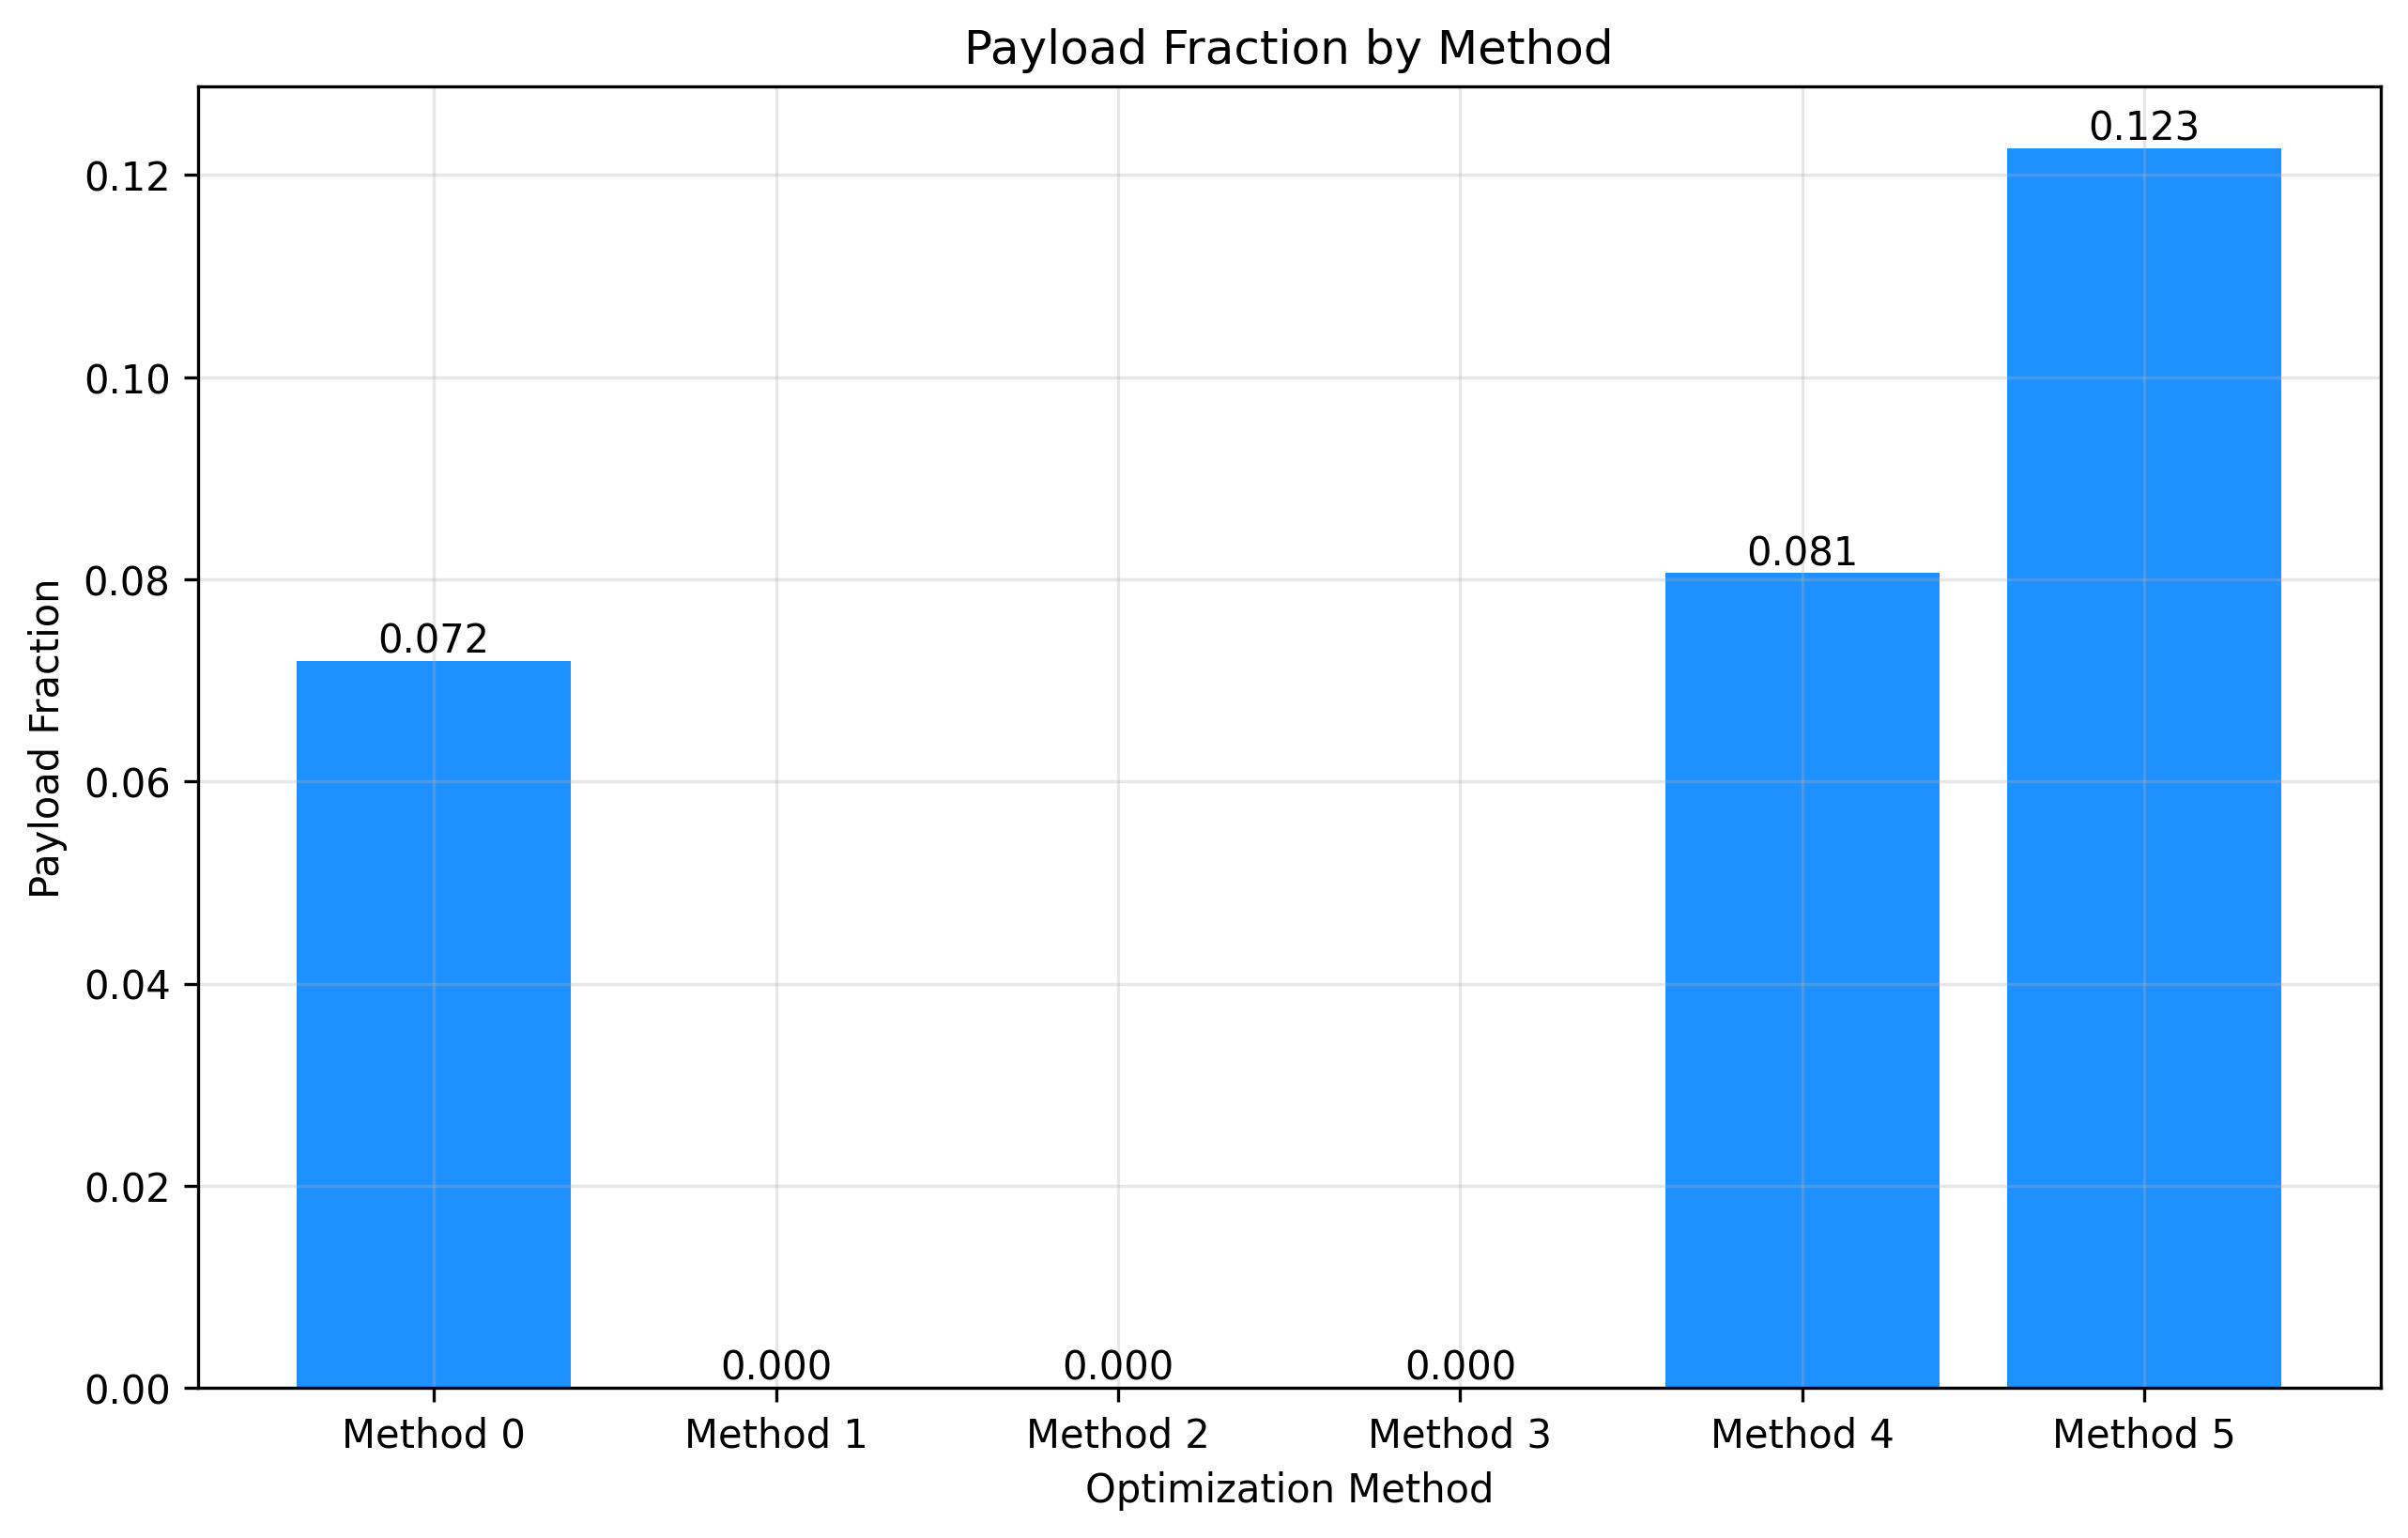 Payload Fraction by Method
Payload Fraction
0.12
0.10
0.08
0.06
0.04
0.02
0.00
0.072
0.000
0.000
0.000
0.081
0.123
Method 0
Method 1
Method 2
Method 3
Method 4
Method 5
Optimization Method